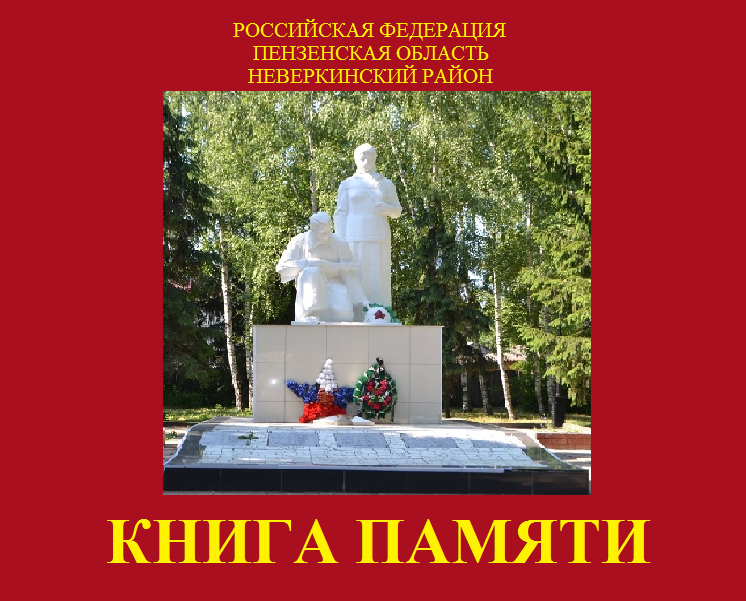 РОССИЙСКАЯ ФЕДЕРАЦИЯ
ПЕНЗЕНСКАЯ ОБЛАСТЬ
НЕВЕРКИНСКИЙ РАЙОН
КНИГА ПАМЯТИ